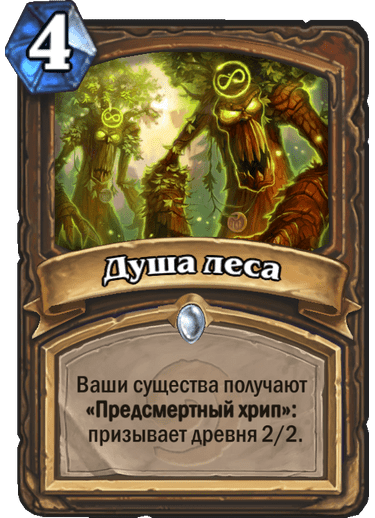 4
Душа леса
Ваши существа получают
«Предсмертный хрип»:
призывает древня 2/2.